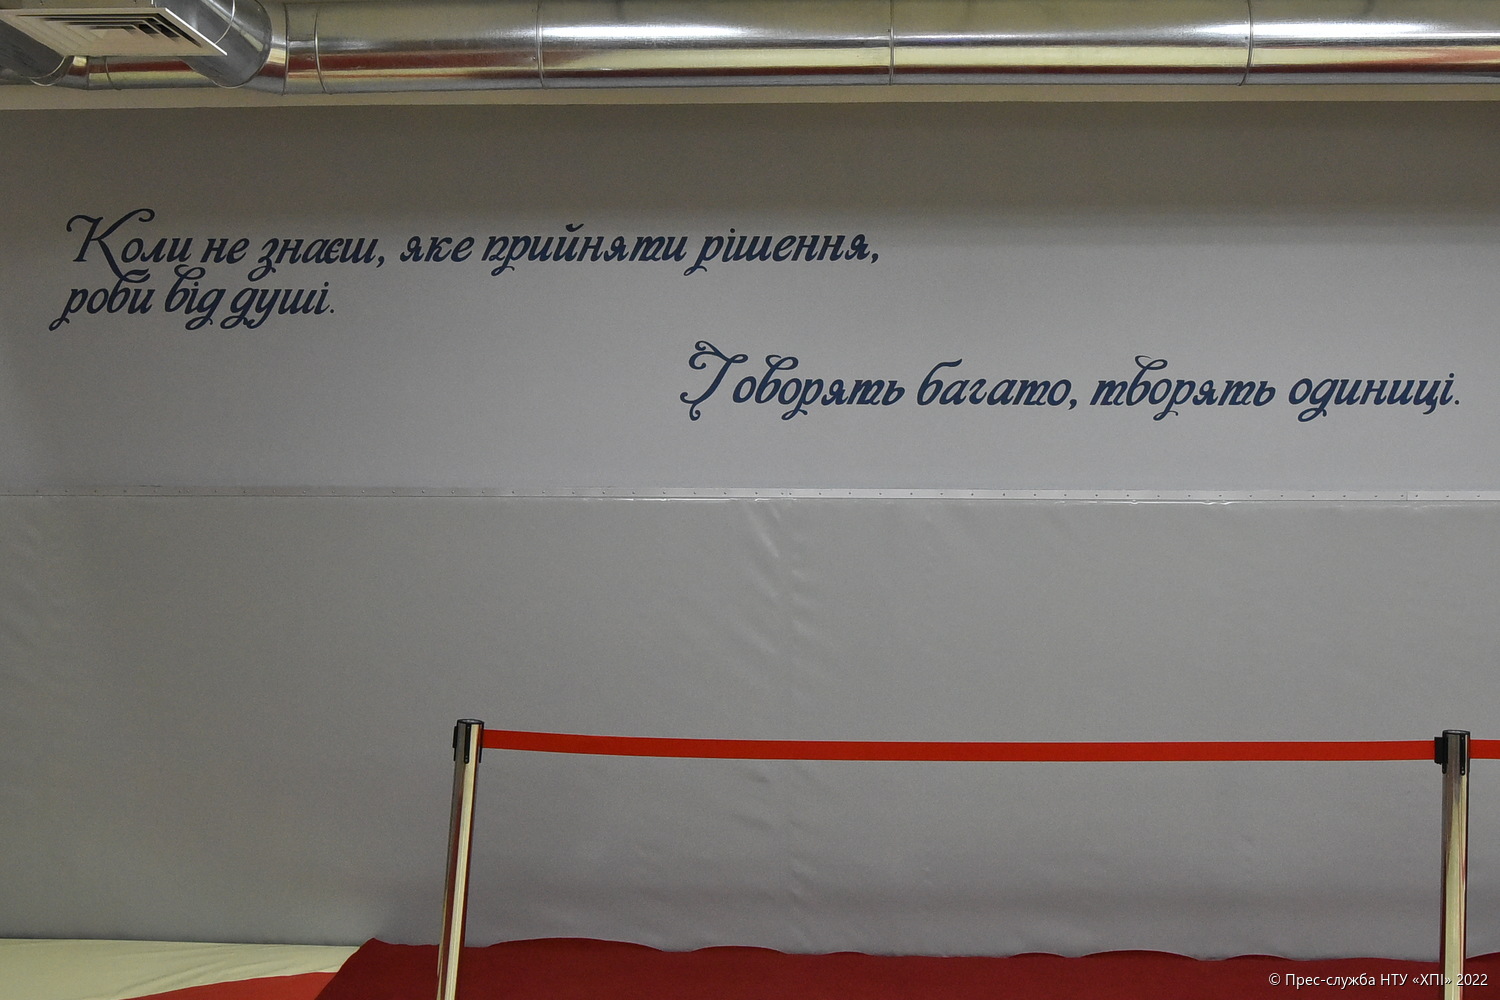 Коли не знаєш, яке прийняти рішення,
роби від душі.
Говорять багато, творять одиниці.
© Прес-служба НТУ «ХПІ» 2022